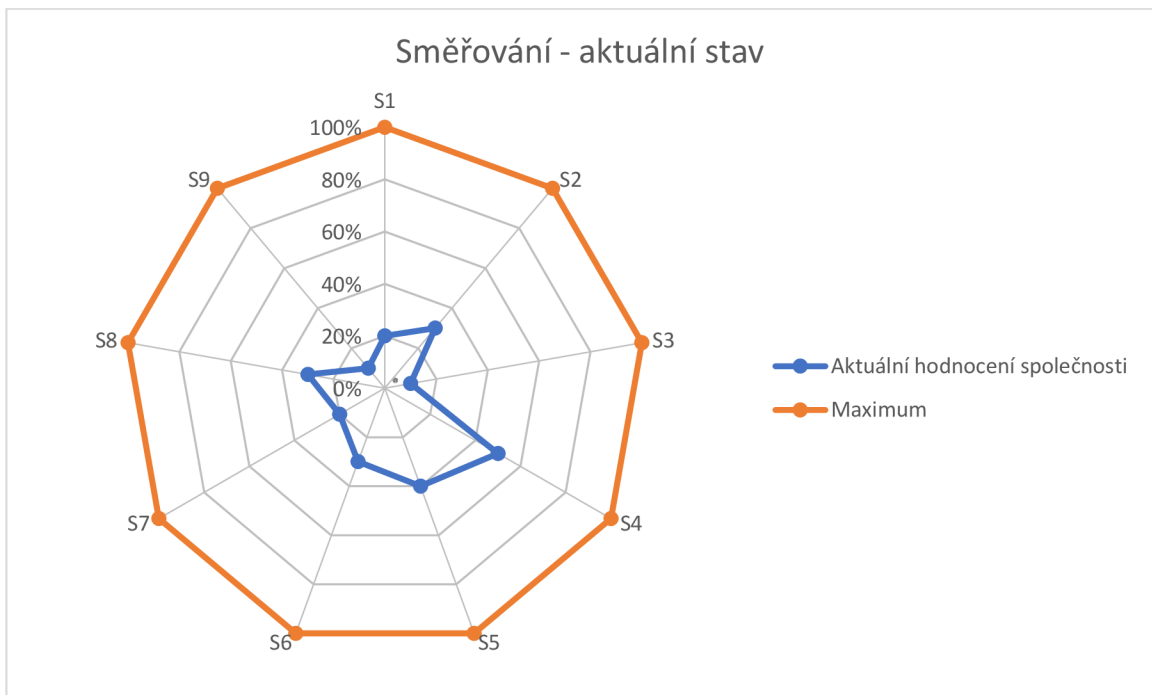 Směřování - aktuální stav
S1
100%
S9
S2
80%
60%
40%
S8
S3
20%
0%
Aktuální hodnocení společnosti
Maximum
S7
S4
S6
S5